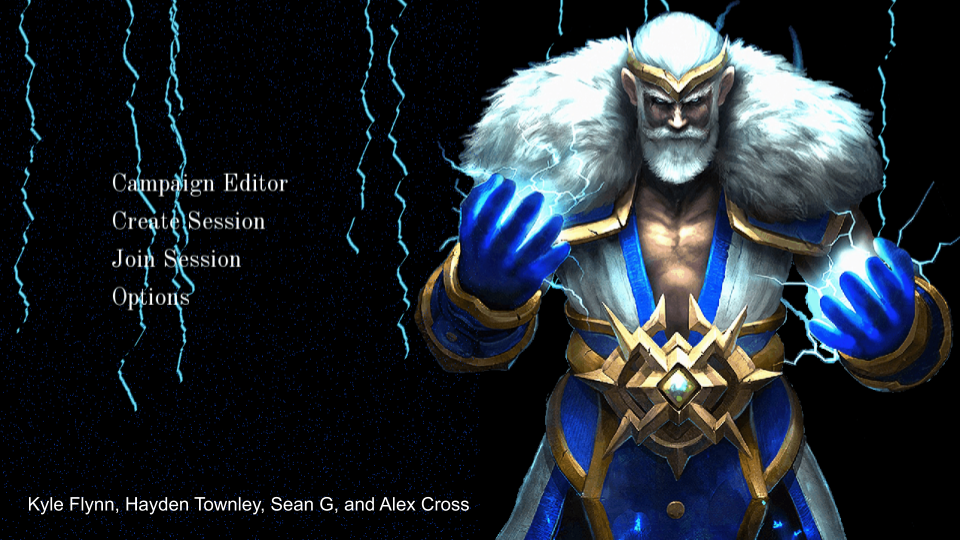 Campaign Editor
Create Session
Join Session
Options
Kyle Flynn, Hayden Townley, Sean G, and Alex Cross